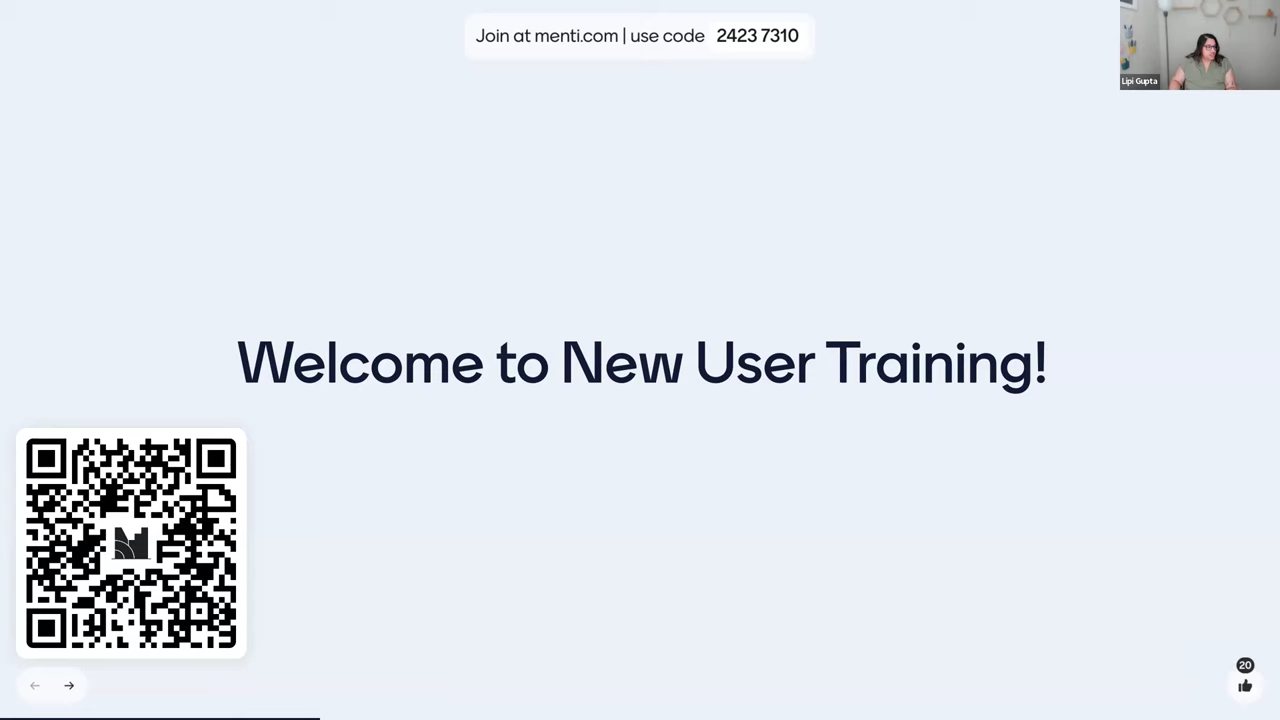 Join at menti.com | use code 2423 7310
Lipi Gupta
Welcome to New User Training!
20